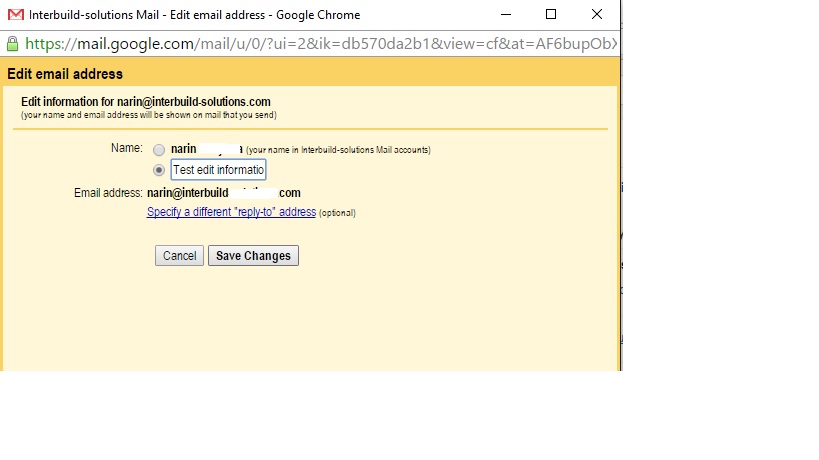 Interbuild-solutions Mail - Edit email address - Google Chrome
https://mail.google.com/mail/u/0/?ui=2&ik=db570da2b1&view=cf&at=AF6bupObX
Edit email address
Edit information for narin@interbuild-solutions.com
(your name and email address will be shown on mail that you send)
Name: narin a (your name in Interbuild-solutions Mail accounts)
Test edit informatio
Email address: narin@interbuild .com
Specify a different "reply-to" address (optional)
Cancel Save Changes